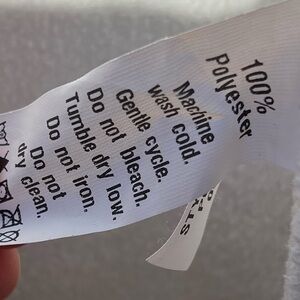 100%
Polyester
Machine
wash cold.
Gentle cycle.
Do not bleach.
Tumble dry low.
Do not iron.
Do not
dry clean.